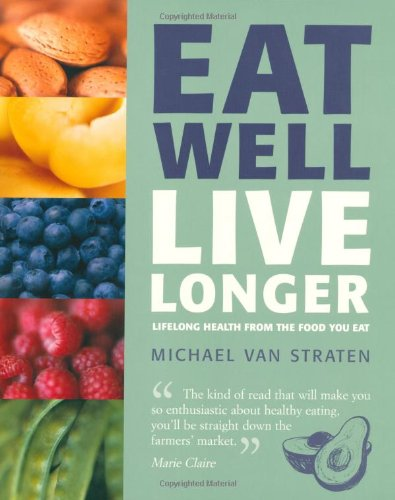 Copyrighted Material
EAT
WELL
LIVE
LONGER
LIFELONG HEALTH FROM THE FOOD YOU EAT
MICHAEL VAN STRATEN
“The kind of read that will make you
so enthusiastic about healthy eating,
you'll be straight down the
farmers' market.”
Marie Claire
Copyrighted Material